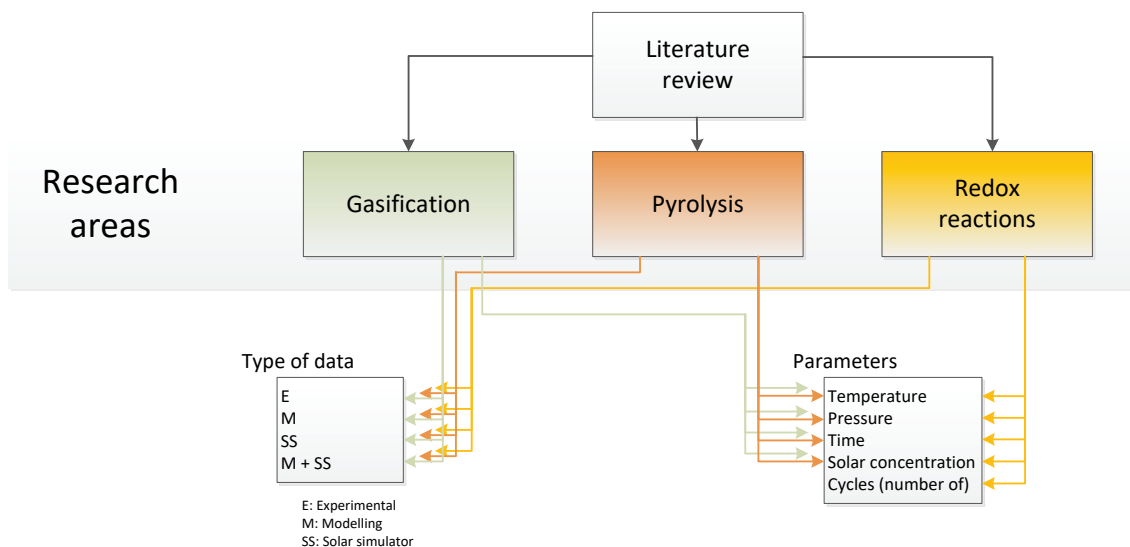 Literature
review
Research
areas
Gasification
Pyrolysis
Redox
reactions
Type of data
E
M
SS
M + SS
E: Experimental
M: Modelling
SS: Solar simulator
Parameters
Temperature
Pressure
Time
Solar concentration
Cycles (number of)